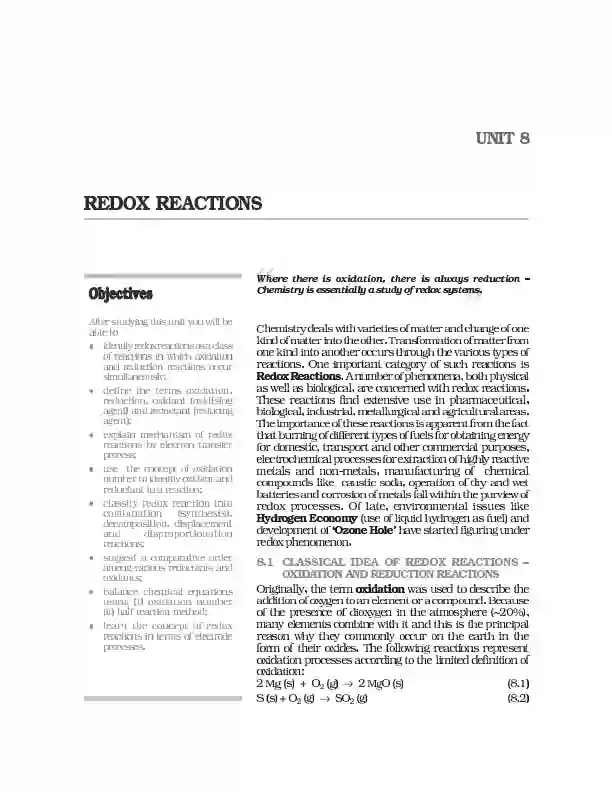 UNIT 8
REDOX REACTIONS
Objectives
After studying this unit you will be
able to
• identify redox reactions as a class
of reactions in which oxidation
and reduction reactions occur
simultaneously;
• define the terms oxidation,
reduction, oxidant (oxidising
agent) and reductant (reducing
agent);
• explain mechanism of redox
reactions by electron transfer
process;
• use the concept of oxidation
number to identify oxidant and
reductant in a reaction;
• classify redox reaction into
combination (synthesis),
decomposition, displacement
and disproportionation
reactions;
• suggest a comparative order
among various reductants and
oxidants;
• balance chemical equations
using (i) oxidation number
(ii) half reaction method;
• learn the concept of redox
reactions in terms of electrode
processes.
Where there is oxidation, there is always reduction –
Chemistry is essentially a study of redox systems.
Chemistry deals with varieties of matter and change of one
kind of matter into the other. Transformation of matter from
one kind into another occurs through the various types of
reactions. One important category of such reactions is
Redox Reactions. A number of phenomena, both physical
as well as biological, are concerned with redox reactions.
These reactions find extensive use in pharmaceutical,
biological, industrial, metallurgical and agricultural areas.
The importance of these reactions is apparent from the fact
that burning of different types of fuels for obtaining energy
for domestic, transport and other commercial purposes,
electrochemical processes for extraction of highly reactive
metals and non-metals, manufacturing of chemical
compounds like caustic soda, operation of dry and wet
batteries and corrosion of metals fall within the purview of
redox processes. Of late, environmental issues like
Hydrogen Economy (use of liquid hydrogen as fuel) and
development of ‘Ozone Hole’ have started figuring under
redox phenomenon.
8.1 CLASSICAL IDEA OF REDOX REACTIONS –
OXIDATION AND REDUCTION REACTIONS
Originally, the term oxidation was used to describe the
addition of oxygen to an element or a compound. Because
of the presence of dioxygen in the atmosphere (~20%),
many elements combine with it and this is the principal
reason why they commonly occur on the earth in the
form of their oxides. The following reactions represent
oxidation processes according to the limited definition of
oxidation:
2 Mg (s) + O₂ (g) → 2 MgO (s) (8.1)
S (s) + O₂ (g) → SO₂ (g) (8.2)